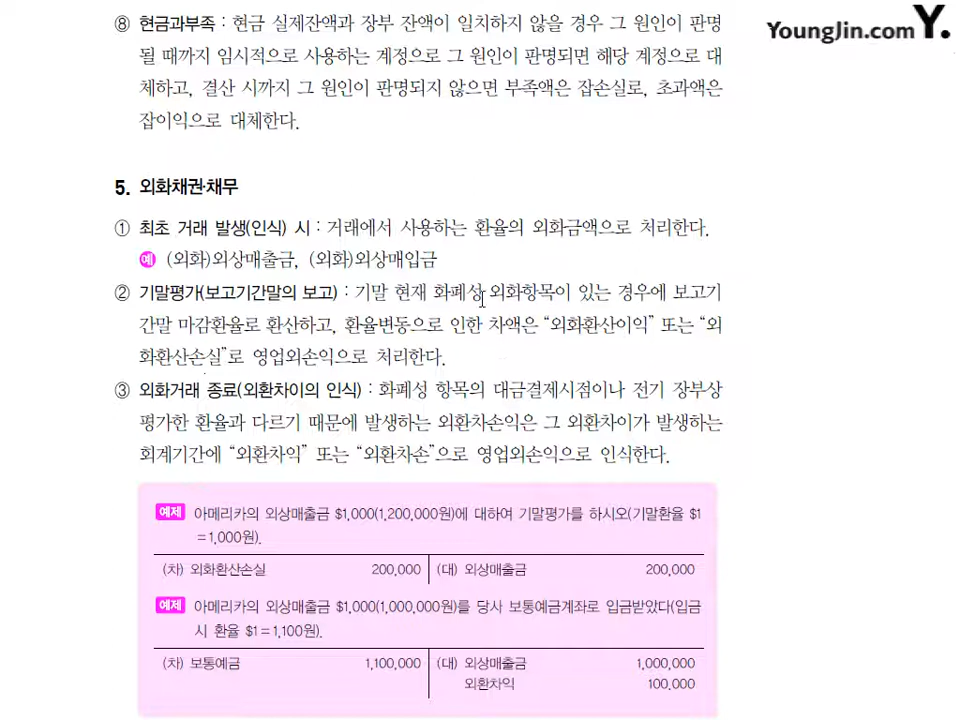 ⑧ 현금과부족 : 현금 실제잔액과 장부 잔액이 일치하지 않을 경우 그 원인이 판명
될 때까지 임시적으로 사용하는 계정으로 그 원인이 판명되면 해당 계정으로 대
체하고, 결산 시까지 그 원인이 판명되지 않으면 부족액은 잡손실로, 초과액은
잡이익으로 대체한다.
YoungJin.com Y.
5. 외화채권·채무
① 최초 거래 발생(인식) 시 : 거래에서 사용하는 환율의 외화금액으로 처리한다.
예 (외화)외상매출금, (외화)외상매입금
② 기말평가(보고기간말의 보고) : 기말 현재 화폐성 외화항목이 있는 경우에 보고기
간말 마감환율로 환산하고, 환율변동으로 인한 차액은 “외화환산이익” 또는 “외
화환산손실”로 영업외손익으로 처리한다.
③ 외화거래 종료(외환차이의 인식) : 화폐성 항목의 대금결제시점이나 전기 장부상
평가한 환율과 다르기 때문에 발생하는 외환차손익은 그 외환차이가 발생하는
회계기간에 “외환차익” 또는 “외환차손”으로 영업외손익으로 인식한다.
예제 아메리카의 외상매출금 $1,000(1,200,000원)에 대하여 기말평가를 하시오(기말환율 $1
=1,000원).
(차) 외화환산손실 200,000 (대) 외상매출금 200,000
예제 아메리카의 외상매출금 $1,000(1,000,000원)를 당사 보통예금계좌로 입금받았다(입금
시 환율 $1=1,100원).
(차) 보통예금 1,100,000 (대) 외상매출금 1,000,000
외환차익 100,000